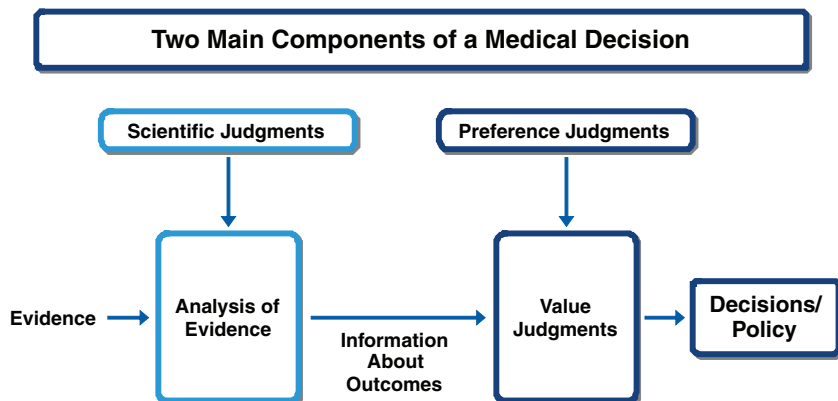 Two Main Components of a Medical Decision
Scientific Judgments
Preference Judgments
Evidence
Analysis of
Evidence
Information
About
Outcomes
Value
Judgments
Decisions/
Policy